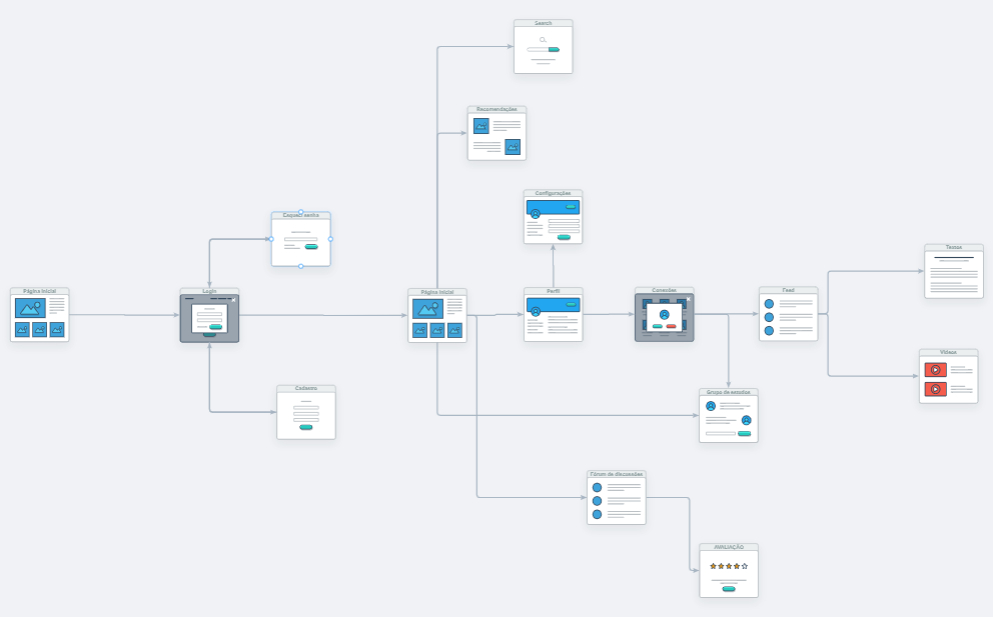 Search
Recomendações
Configurações
Esqueci senha
Página Inicial
Login
Página Inicial
Perfil
Conexões
Feed
Textos
Vídeos
Cadastro
Grupo de estudos
Fórum de discussões
AVALIAÇÃO